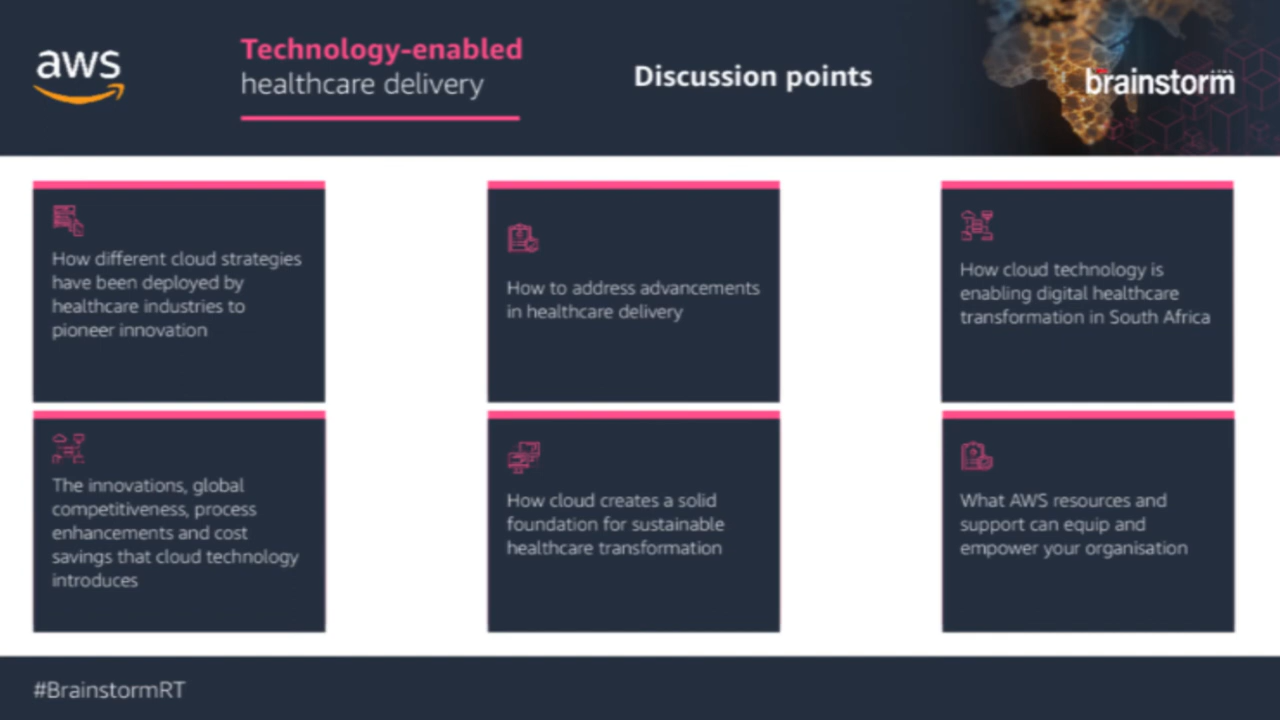 aws
Technology-enabled
healthcare delivery
Discussion points
brainstorm
How different cloud strategies
have been deployed by
healthcare industries to
pioneer innovation
How to address advancements
in healthcare delivery
How cloud technology is
enabling digital healthcare
transformation in South Africa
The innovations, global
competitiveness, process
enhancements and cost
savings that cloud technology
introduces
How cloud creates a solid
foundation for sustainable
healthcare transformation
What AWS resources and
support can equip and
empower your organisation
#BrainstormRT